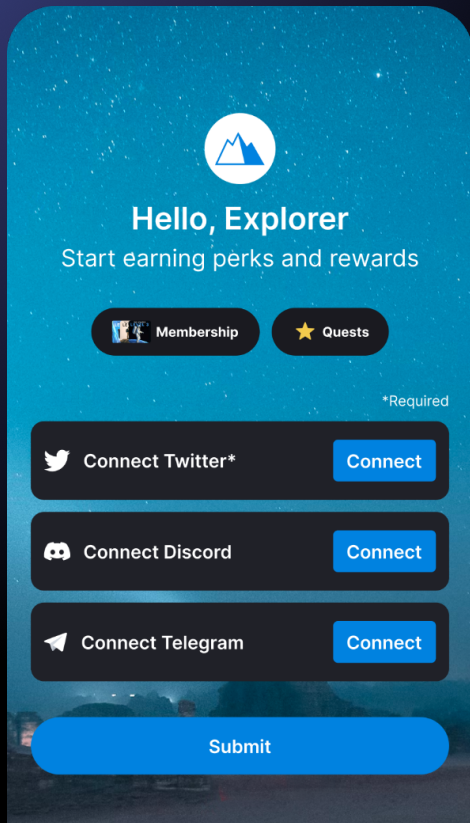 Hello, Explorer
Start earning perks and rewards
Membership
Quests
*Required
Connect Twitter*
Connect
Connect Discord
Connect
Connect Telegram
Connect
Submit